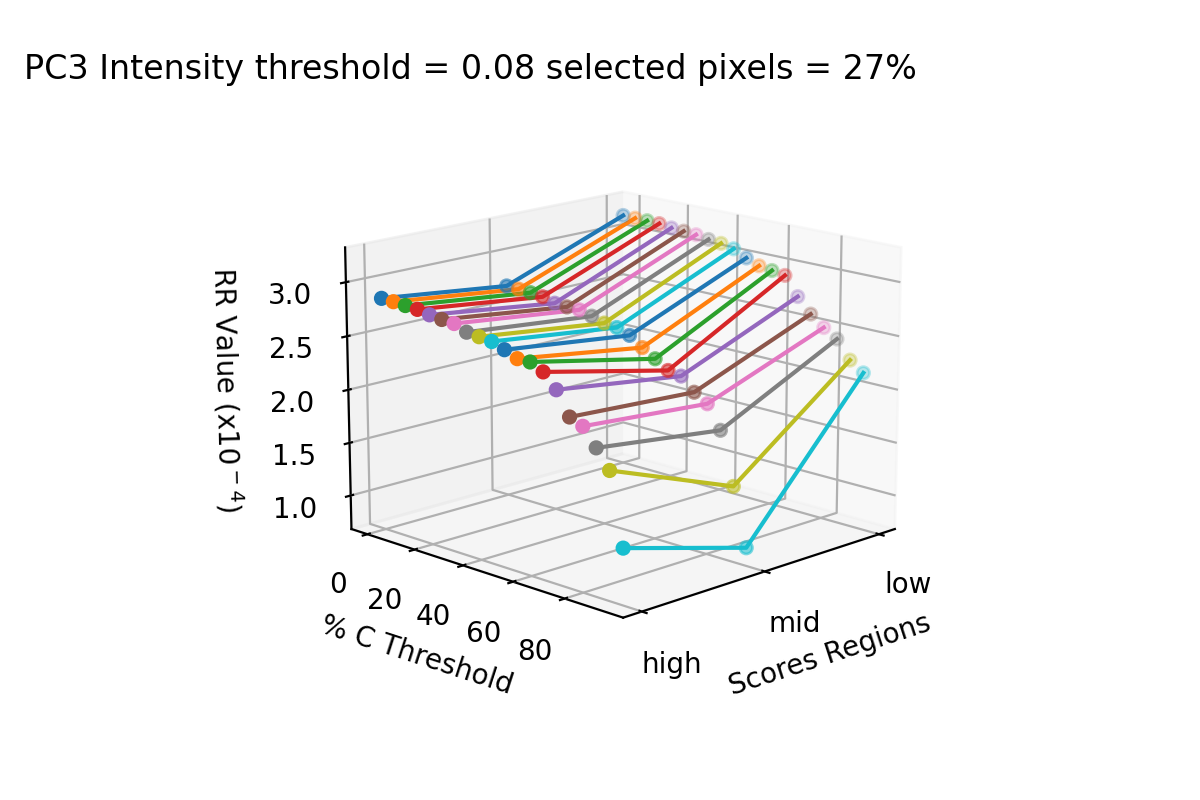 PC3 Intensity threshold = 0.08 selected pixels = 27%
RR Value (x10⁻⁴)
3.0
2.5
2.0
1.5
1.0
0
20
40
60
80
% C Threshold
high
mid
low
Scores Regions